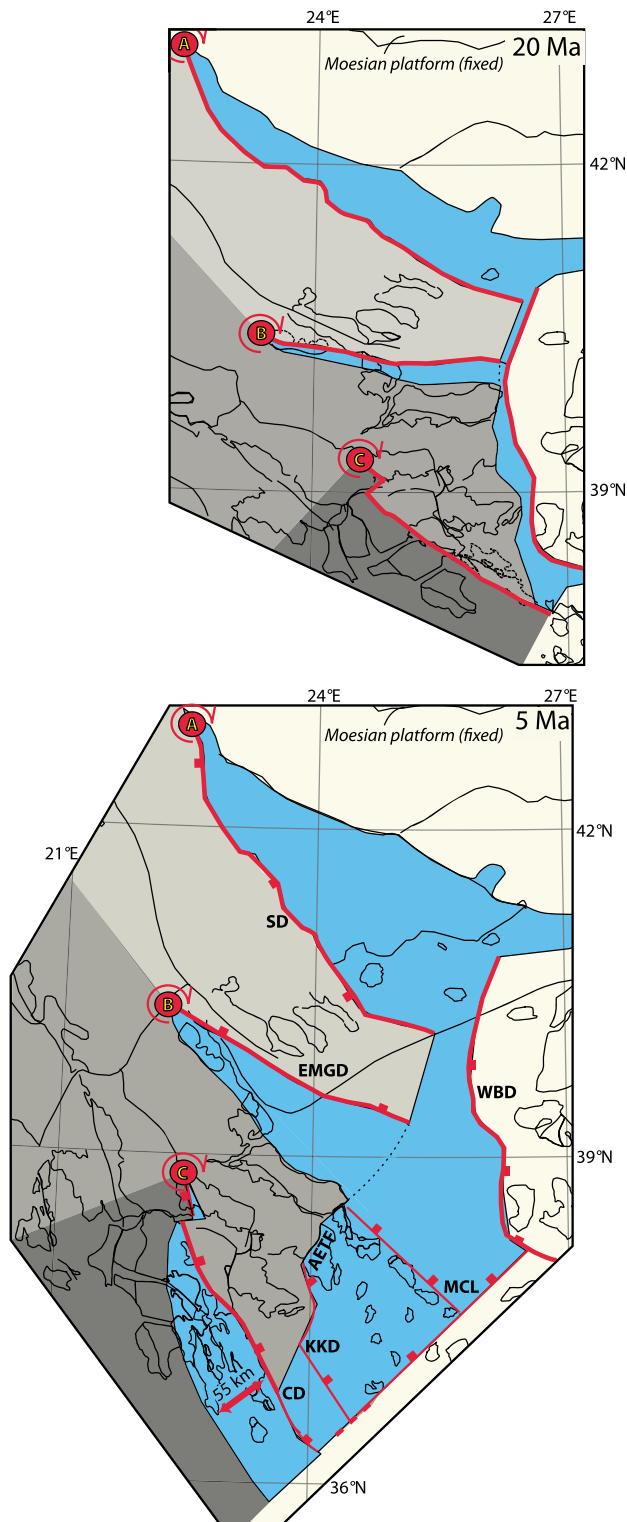 24°E 27°E
A
20 Ma
Moesian platform (fixed)
42°N
B
C
39°N
24°E 27°E
5 Ma
A
Moesian platform (fixed)
42°N
21°E
SD
B
EMGD
WBD
39°N
C
AETF
MCL
KKD
55 km
CD
36°N